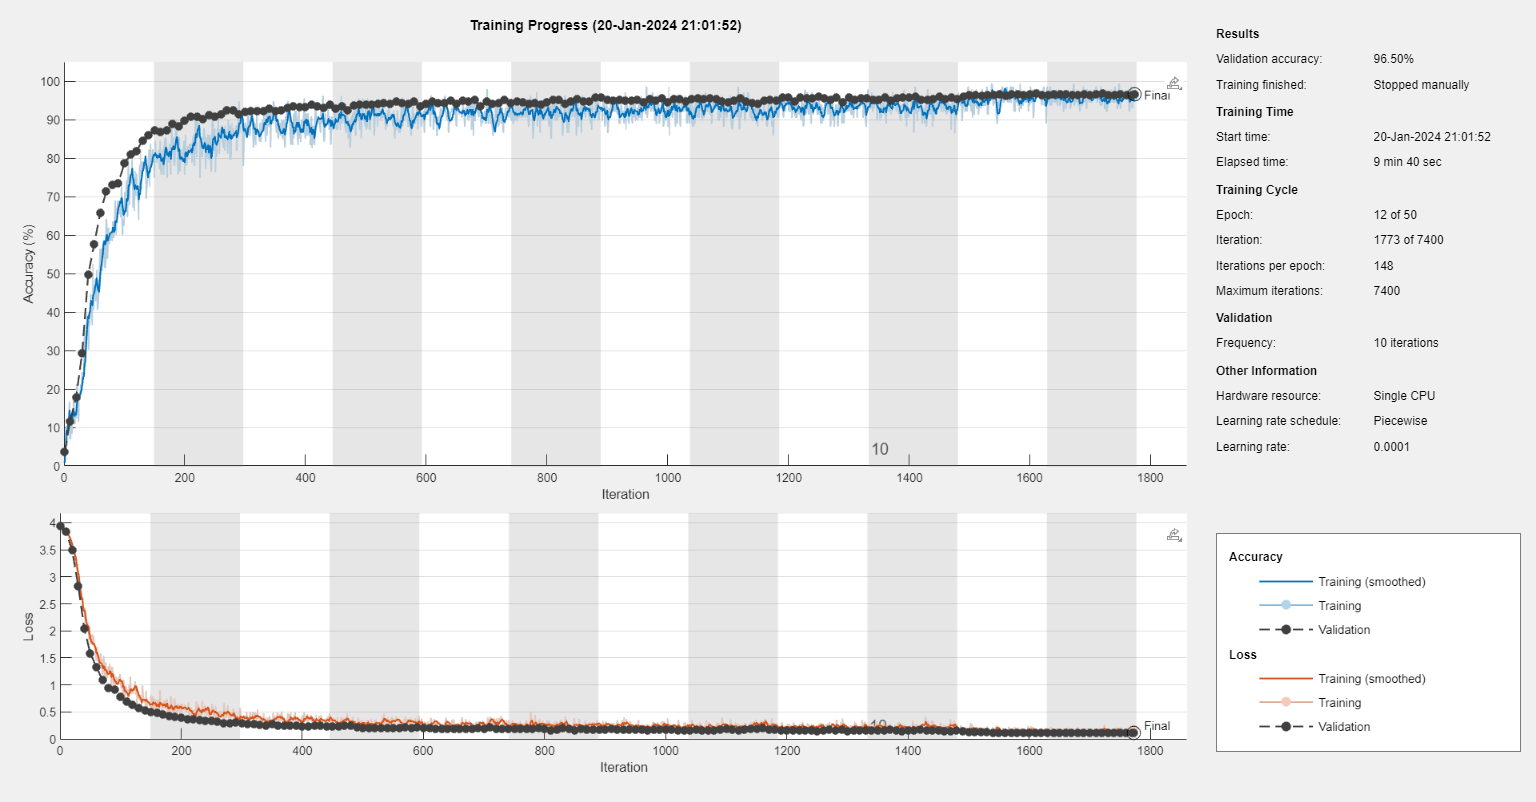 Training Progress (20-Jan-2024 21:01:52)
Accuracy (%)
100
90
80
70
60
50
40
30
20
10
0
Final
10
0 200 400 600 800 1000 1200 1400 1600 1800
Iteration
Loss
4
3.5
3
2.5
2
1.5
1
0.5
0
Final
10
0 200 400 600 800 1000 1200 1400 1600 1800
Iteration
Results
Validation accuracy: 96.50%
Training finished: Stopped manually
Training Time
Start time: 20-Jan-2024 21:01:52
Elapsed time: 9 min 40 sec
Training Cycle
Epoch: 12 of 50
Iteration: 1773 of 7400
Iterations per epoch: 148
Maximum iterations: 7400
Validation
Frequency: 10 iterations
Other Information
Hardware resource: Single CPU
Learning rate schedule: Piecewise
Learning rate: 0.0001
Accuracy
Training (smoothed)
Training
Validation
Loss
Training (smoothed)
Training
Validation